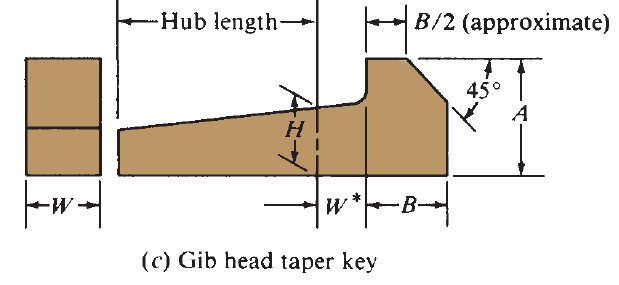 Hub length
B/2 (approximate)
45°
A
H
W
W*
B
(c) Gib head taper key